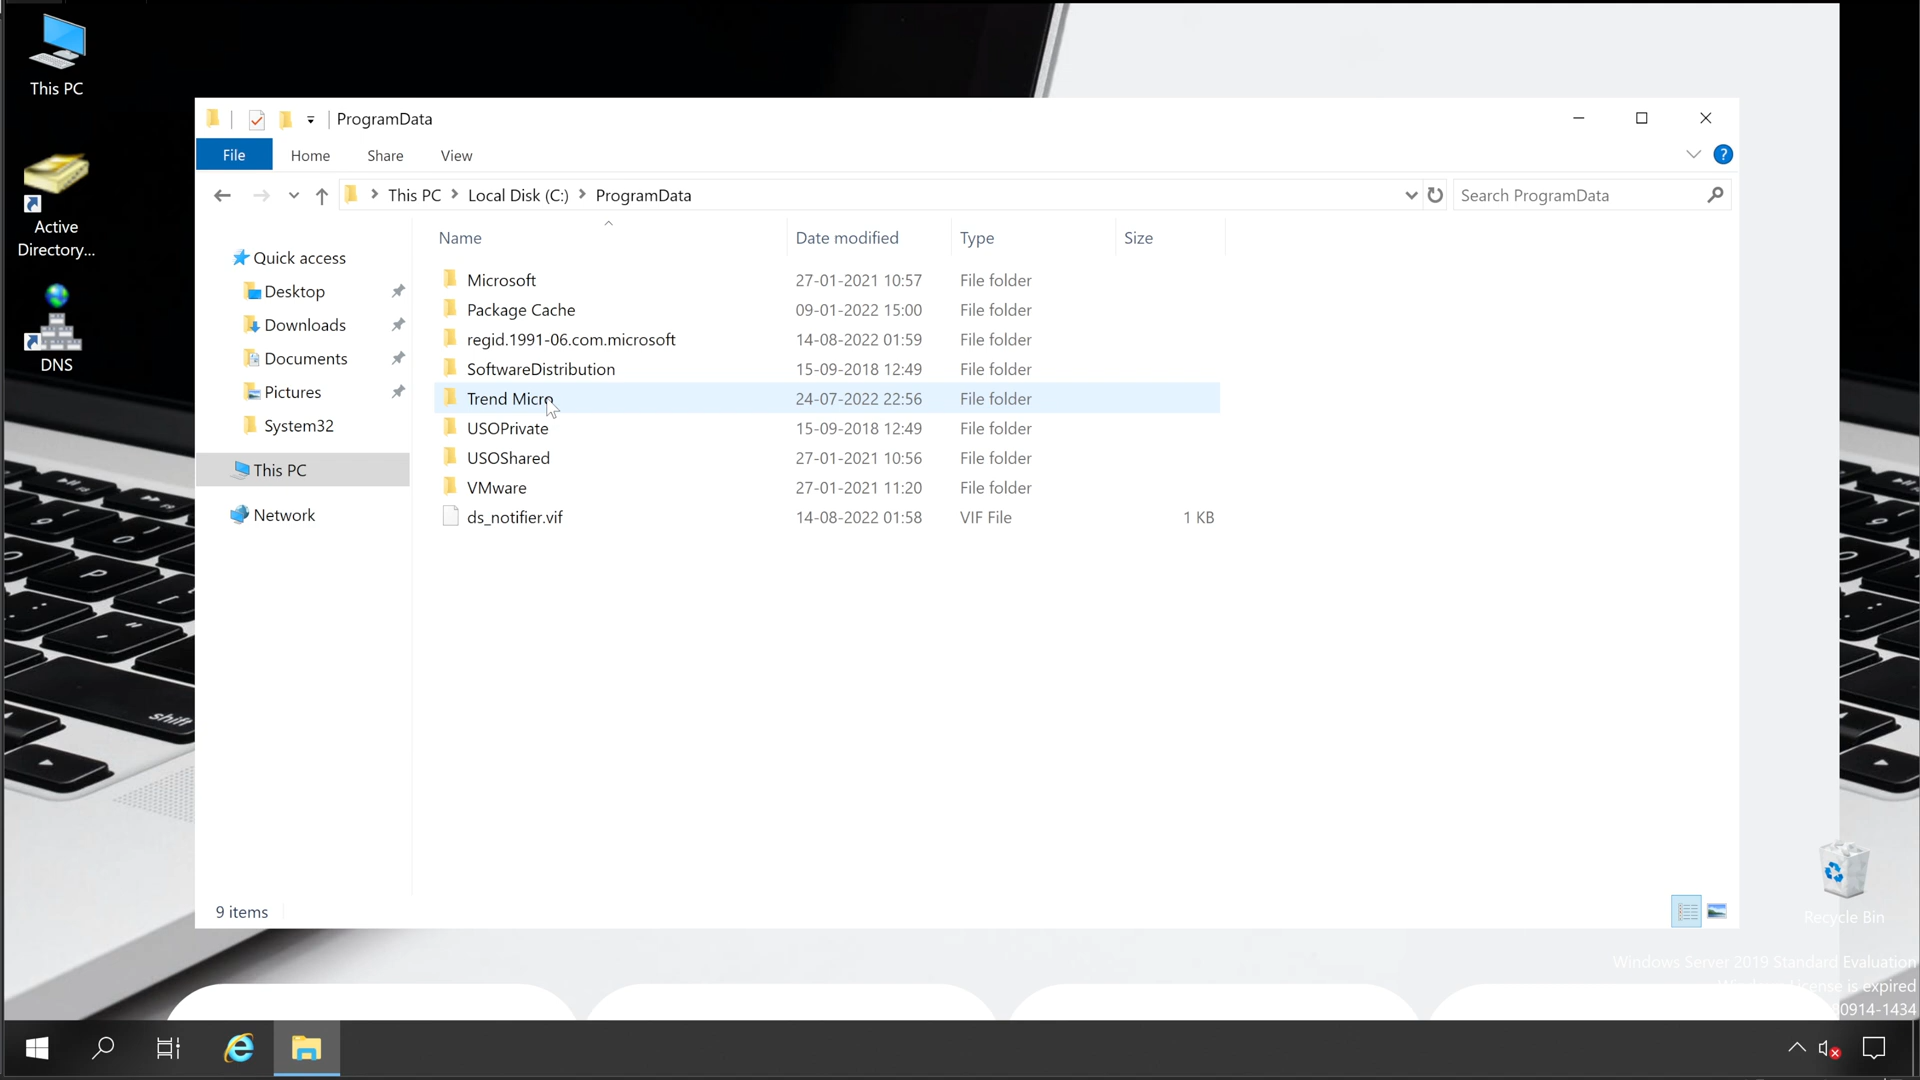 This PC
Active
Directory...
DNS
ProgramData
File
Home
Share
View
This PC
Local Disk (C:)
ProgramData
Search ProgramData
Quick access
Desktop
Downloads
Documents
Pictures
System32
This PC
Network
Name
Date modified
Type
Size
Microsoft 27-01-2021 10:57 File folder
Package Cache 09-01-2022 15:00 File folder
regid.1991-06.com.microsoft 14-08-2022 01:59 File folder
SoftwareDistribution 15-09-2018 12:49 File folder
Trend Micro 24-07-2022 22:56 File folder
USOPrivate 15-09-2018 12:49 File folder
USOShared 27-01-2021 10:56 File folder
VMware 27-01-2021 11:20 File folder
ds_notifier.vif 14-08-2022 01:58 VIF File 1 KB
9 items
Recycle Bin
Windows Server 2019 Standard Evaluation
License is expired
0914-1434
shift
P